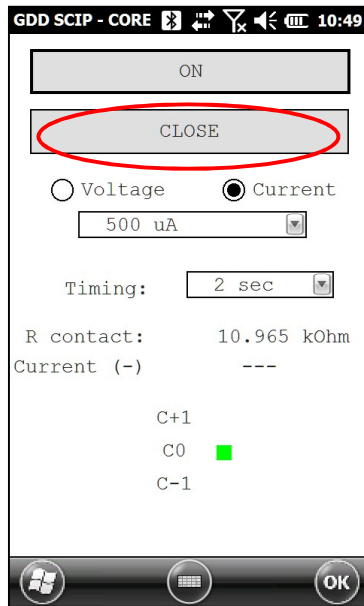 GDD SCIP - CORE 10:49
ON
CLOSE
Voltage Current
500 uA
Timing: 2 sec
R contact: 10.965 kOhm
Current (-) ---
C+1
C0
C-1
OK